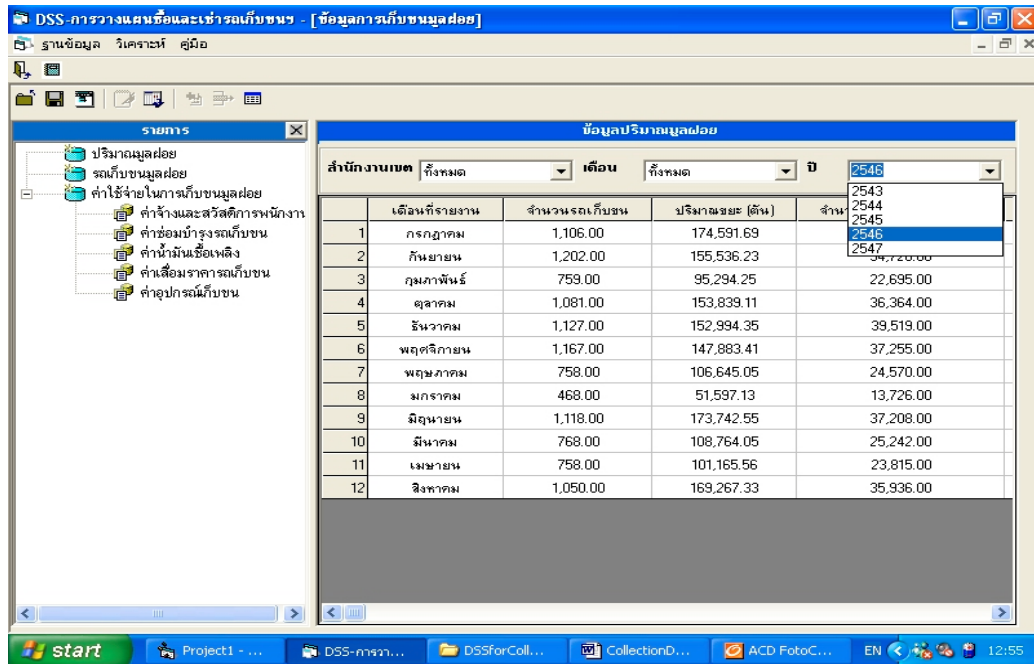 DSS-การวางแผนซื้อและเช่ารถเก็บขนฯ - [ข้อมูลการเก็บขนมูลฝอย]
ฐานข้อมูล วิเคราะห์ คู่มือ
รายการ
ปริมาณมูลฝอย
รถเก็บขนมูลฝอย
ค่าใช้จ่ายในการเก็บขนมูลฝอย
ค่าจ้างและสวัสดิการพนักงาน
ค่าซ่อมบำรุงรถเก็บขน
ค่าน้ำมันเชื้อเพลิง
ค่าเสื่อมราคารถเก็บขน
ค่าอุปกรณ์เก็บขน
ข้อมูลปริมาณมูลฝอย
สำนักงานเขต ทั้งหมด เดือน ทั้งหมด ปี 2546
2543
2544
2545
2546
2547
เดือนที่รายงาน จำนวนรถเก็บขน ปริมาณขยะ (ตัน)
1 กรกฎาคม 1,106.00 174,591.69
2 กันยายน 1,202.00 155,536.23
3 กุมภาพันธ์ 759.00 95,294.25 22,695.00
4 ตุลาคม 1,081.00 153,839.11 36,364.00
5 ธันวาคม 1,127.00 152,994.35 39,519.00
6 พฤศจิกายน 1,167.00 147,883.41 37,255.00
7 พฤษภาคม 758.00 106,645.05 24,570.00
8 มกราคม 468.00 51,597.13 13,726.00
9 มิถุนายน 1,118.00 173,742.55 37,208.00
10 มีนาคม 768.00 108,764.05 25,242.00
11 เมษายน 758.00 101,165.56 23,815.00
12 สิงหาคม 1,050.00 169,267.33 35,936.00
start Project1 - ... DSS-การวา... DSSforColl... CollectionD... ACD FotoC... EN 12:55